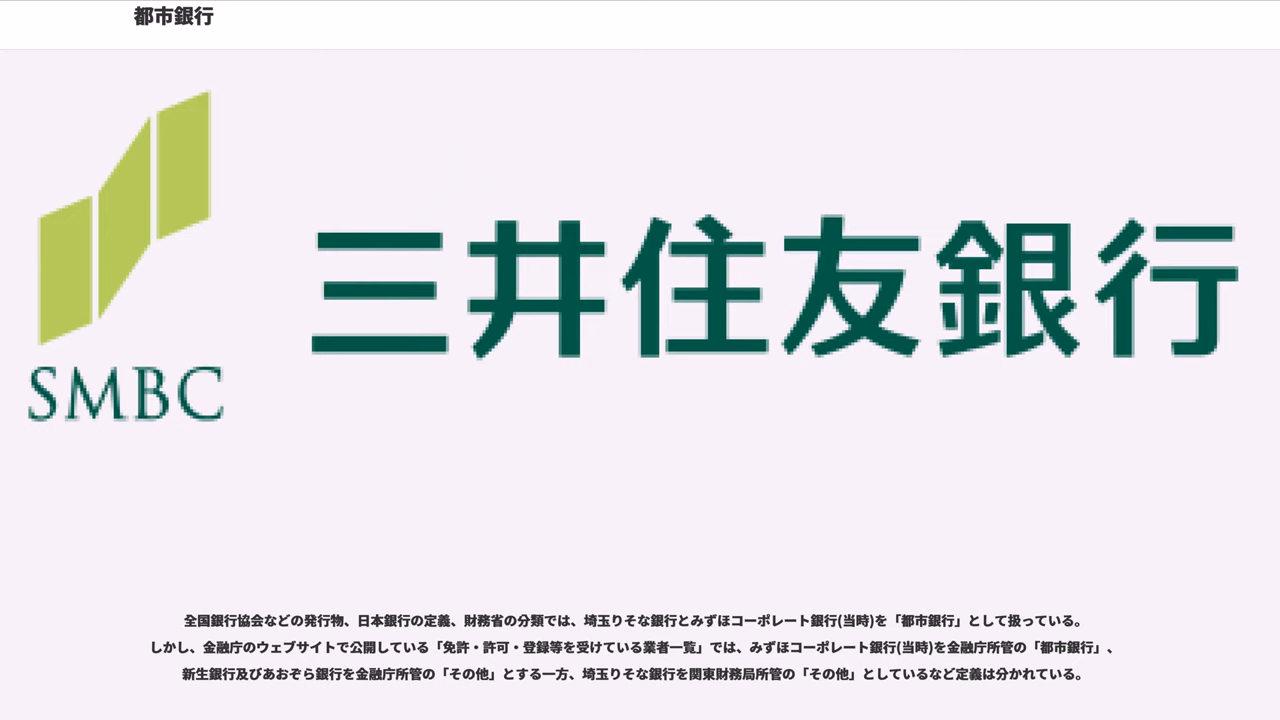 都市銀行
三井住友銀行
SMBC
全国銀行協会などの発行物、日本銀行の定義、財務省の分類では、埼玉りそな銀行とみずほコーポレート銀行(当時)を「都市銀行」として扱っている。
しかし、金融庁のウェブサイトで公開している「免許・許可・登録等を受けている業者一覧」では、みずほコーポレート銀行(当時)を金融庁所管の「都市銀行」、
新生銀行及びあおぞら銀行を金融庁所管の「その他」とする一方、埼玉りそな銀行を関東財務局所管の「その他」としているなど定義は分かれている。